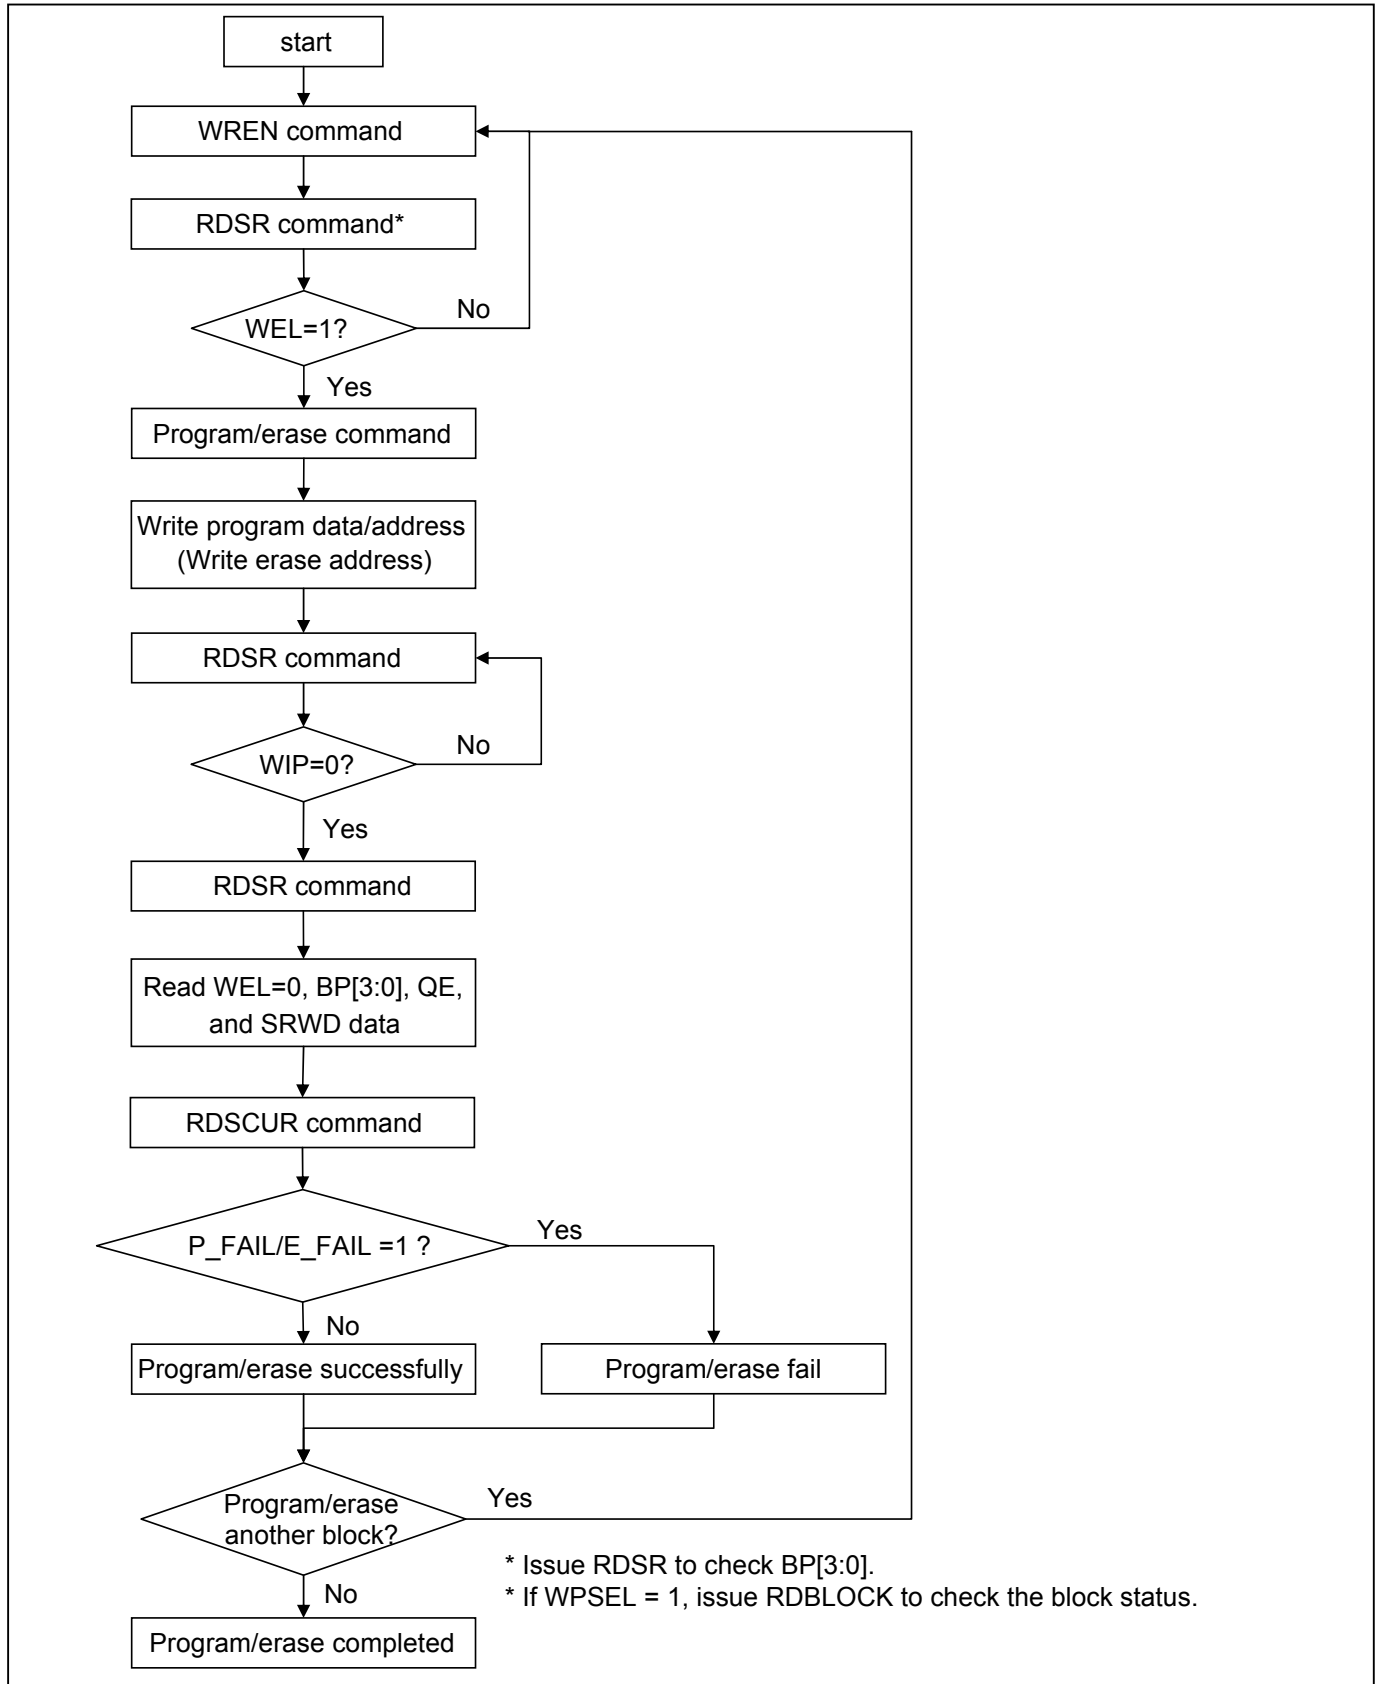 start
WREN command
RDSR command*
No
WEL=1?
Yes
Program/erase command
Write program data/address
(Write erase address)
RDSR command
No
WIP=0?
Yes
RDSR command
Read WEL=0, BP[3:0], QE,
and SRWD data
RDSCUR command
Yes
P_FAIL/E_FAIL =1 ?
No
Program/erase successfully
Program/erase fail
Program/erase
another block?
Yes
* Issue RDSR to check BP[3:0].
* If WPSEL = 1, issue RDBLOCK to check the block status.
No
Program/erase completed